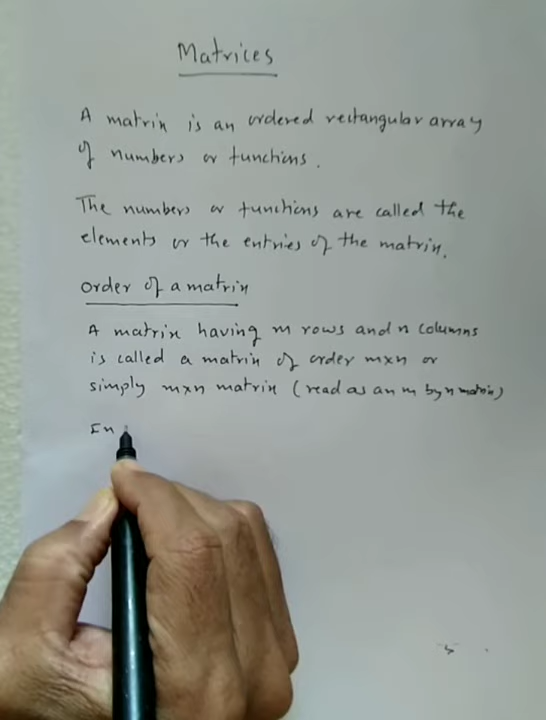 Matrices
A matrix is an ordered rectangular array
of numbers or functions.
The numbers or functions are called the
elements or the entries of the matrix.
Order of a matrix
A matrix having m rows and n columns
is called a matrix of order m×n or
simply m×n matrix (read as an m by n matrix)
Ex